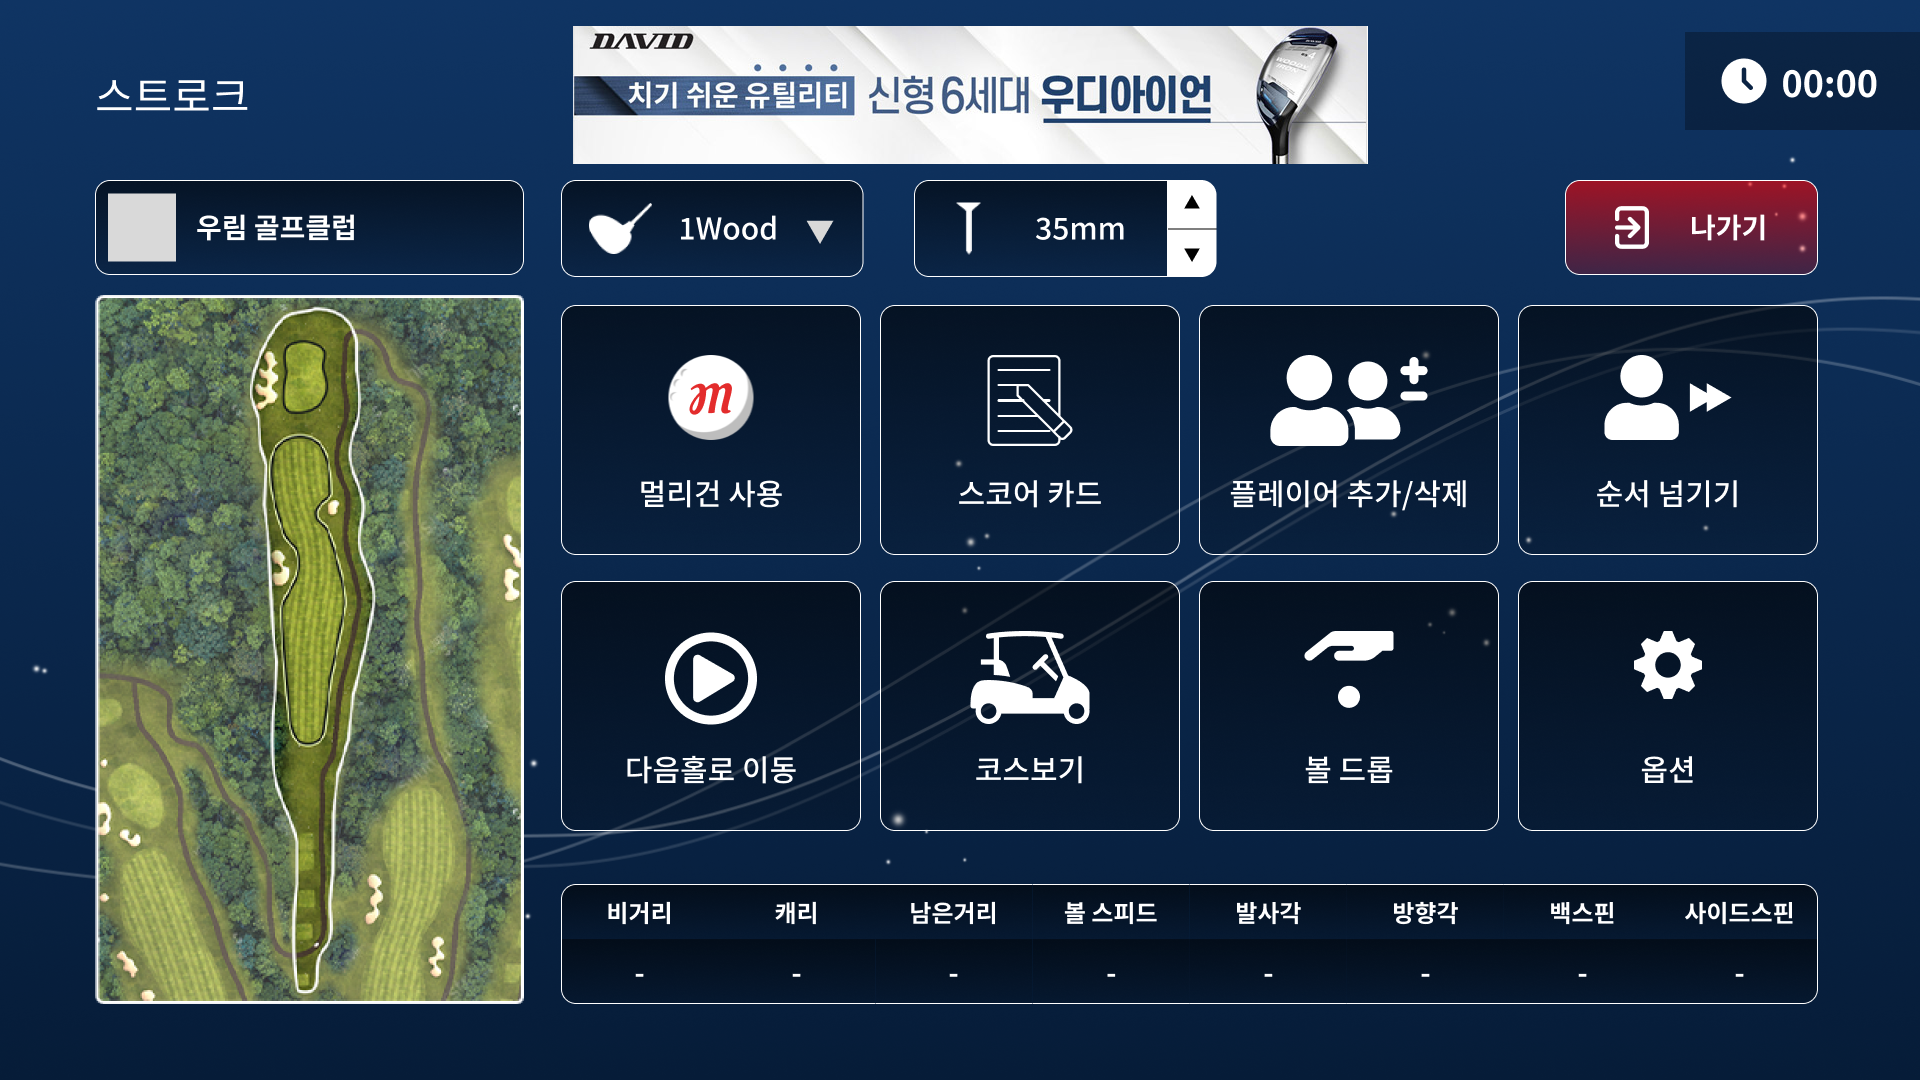 스트로크
DAVID
치기 쉬운 유틸리티 신형 6세대 우디아이언
00:00
우림 골프클럽
1Wood
35mm
나가기
m
멀리건 사용
스코어 카드
플레이어 추가/삭제
순서 넘기기
다음홀로 이동
코스보기
볼 드롭
옵션
비거리 캐리 남은거리 볼 스피드 발사각 방향각 백스핀 사이드스핀
- - - - - - - -